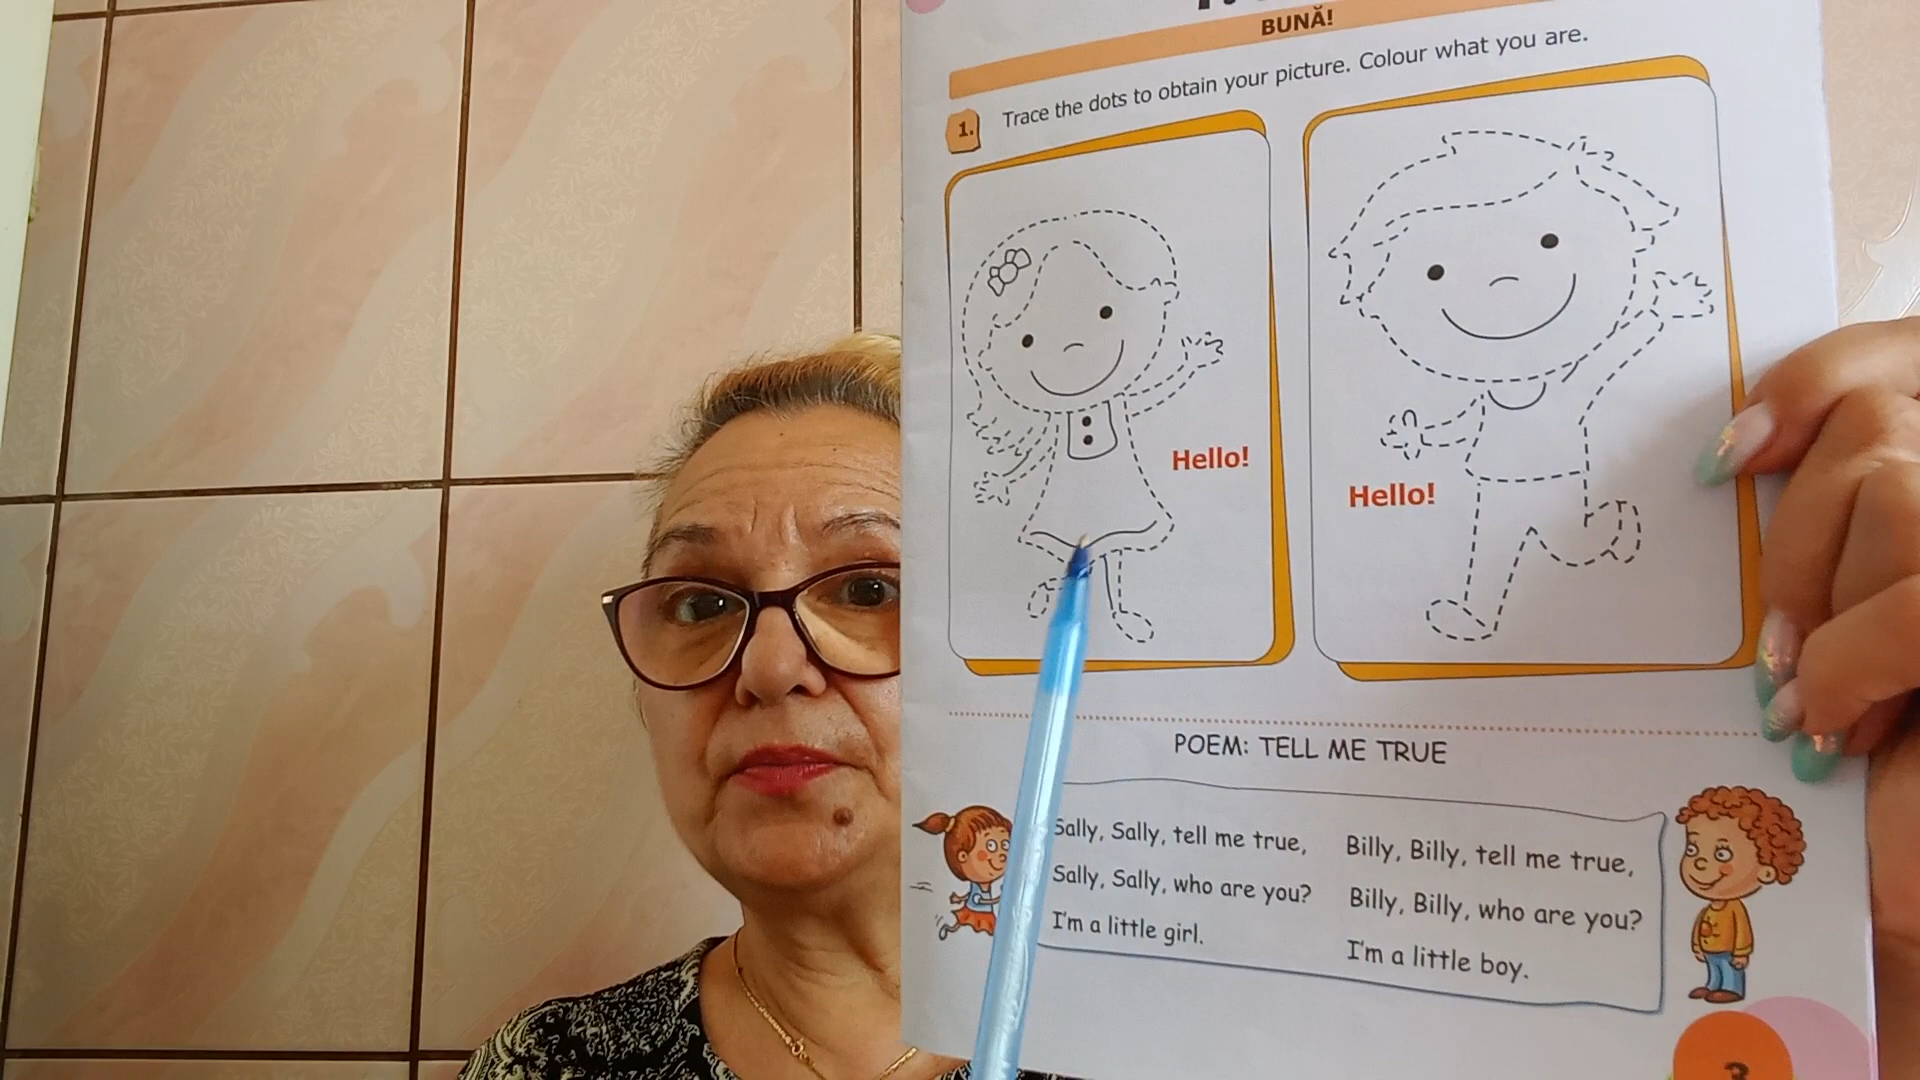 BUNĂ!
1. Trace the dots to obtain your picture. Colour what you are.
Hello!
Hello!
POEM: TELL ME TRUE
Sally, Sally, tell me true,
Sally, Sally, who are you?
I'm a little girl.
Billy, Billy, tell me true,
Billy, Billy, who are you?
I'm a little boy.
3